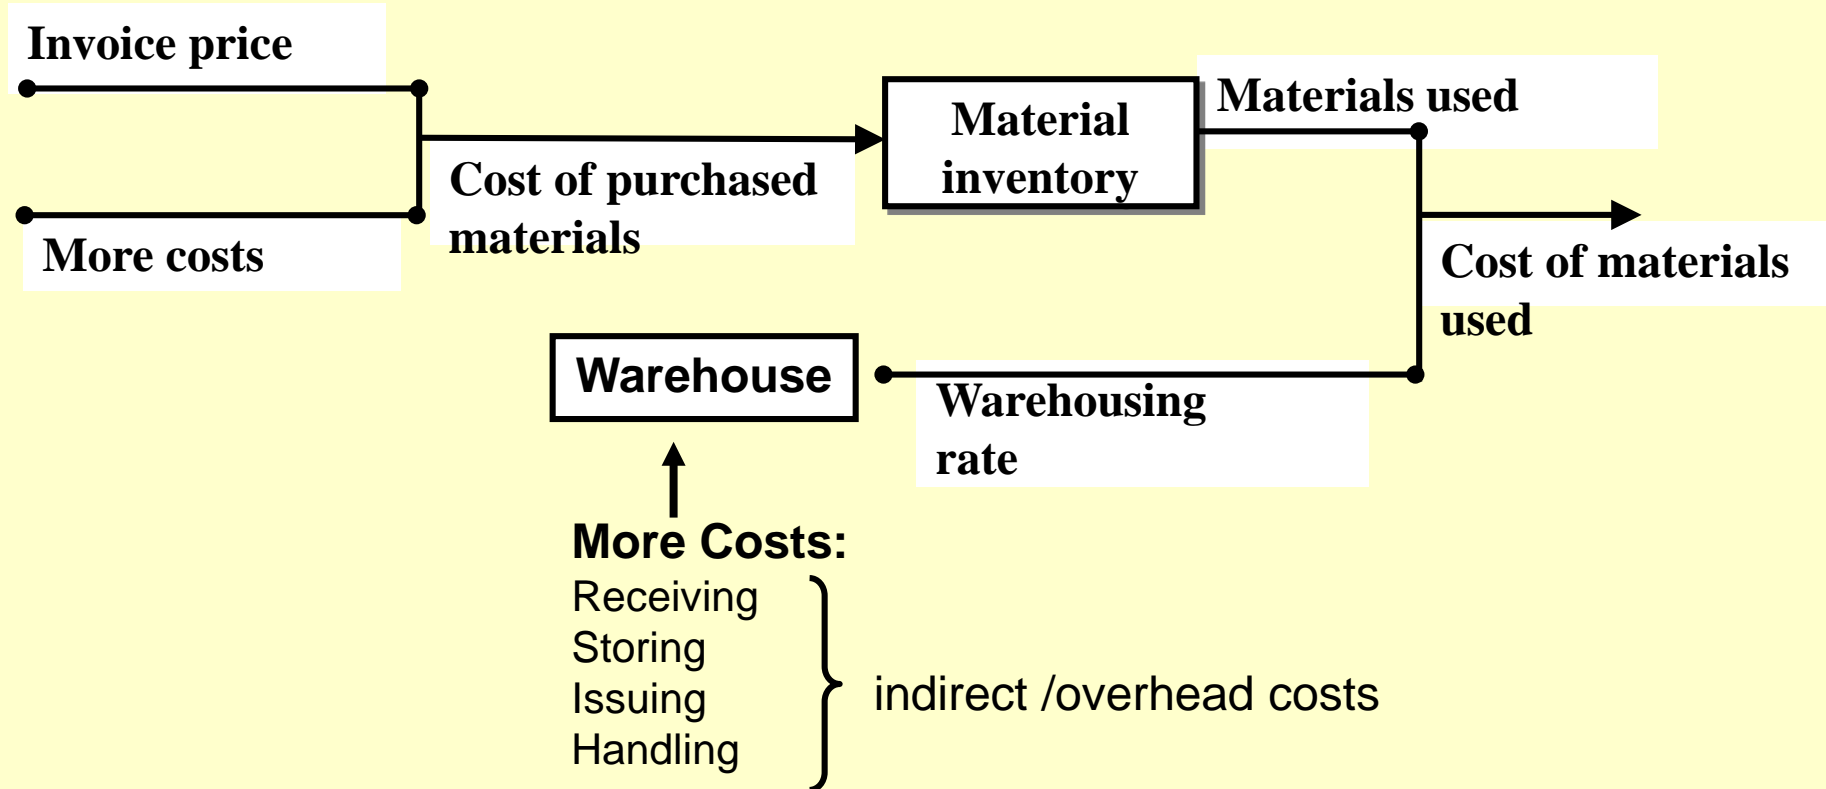 Invoice price
More costs
Cost of purchased
materials
Material
inventory
Materials used
Cost of materials
used
Warehouse
Warehousing
rate
More Costs:
Receiving
Storing
Issuing
Handling
indirect /overhead costs